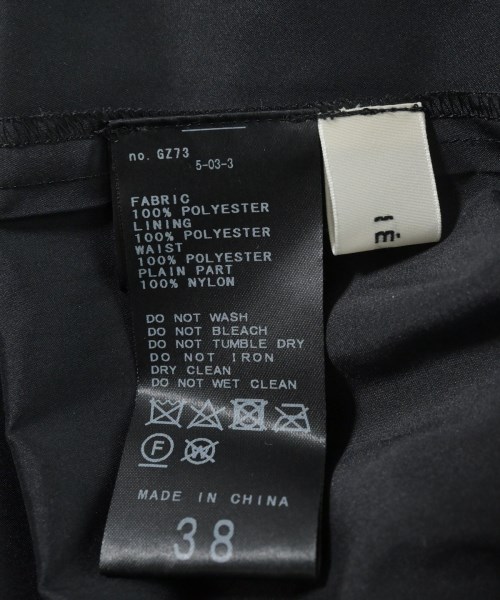 no. GZ73
5-03-3
FABRIC
100% POLYESTER
LINING
100% POLYESTER
WAIST
100% POLYESTER
PLAIN PART
100% NYLON
DO NOT WASH
DO NOT BLEACH
DO NOT TUMBLE DRY
DO NOT IRON
DRY CLEAN
DO NOT WET CLEAN
F
W
MADE IN CHINA
38